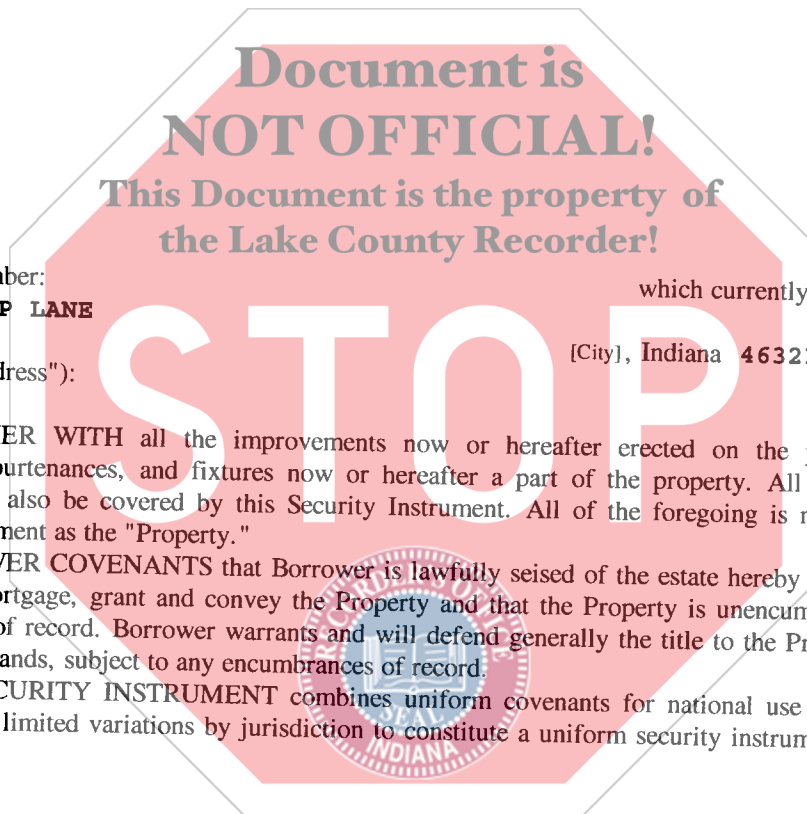 Document is
NOT OFFICIAL!
This Document is the property of
the Lake County Recorder!
ber:
which currently
P LANE
[City], Indiana 4632
dress"):
STOP
ER WITH all the improvements now or hereafter erected on the
urtenances, and fixtures now or hereafter a part of the property. All
also be covered by this Security Instrument. All of the foregoing is
ment as the "Property."
ER COVENANTS that Borrower is lawfully seised of the estate hereby
rtgage, grant and convey the Property and that the Property is unencum
of record. Borrower warrants and will defend generally the title to the Pr
ands, subject to any encumbrances of record.
CURITY INSTRUMENT combines uniform covenants for national use
limited variations by jurisdiction to constitute a uniform security instrum
SEAL
INDIANA